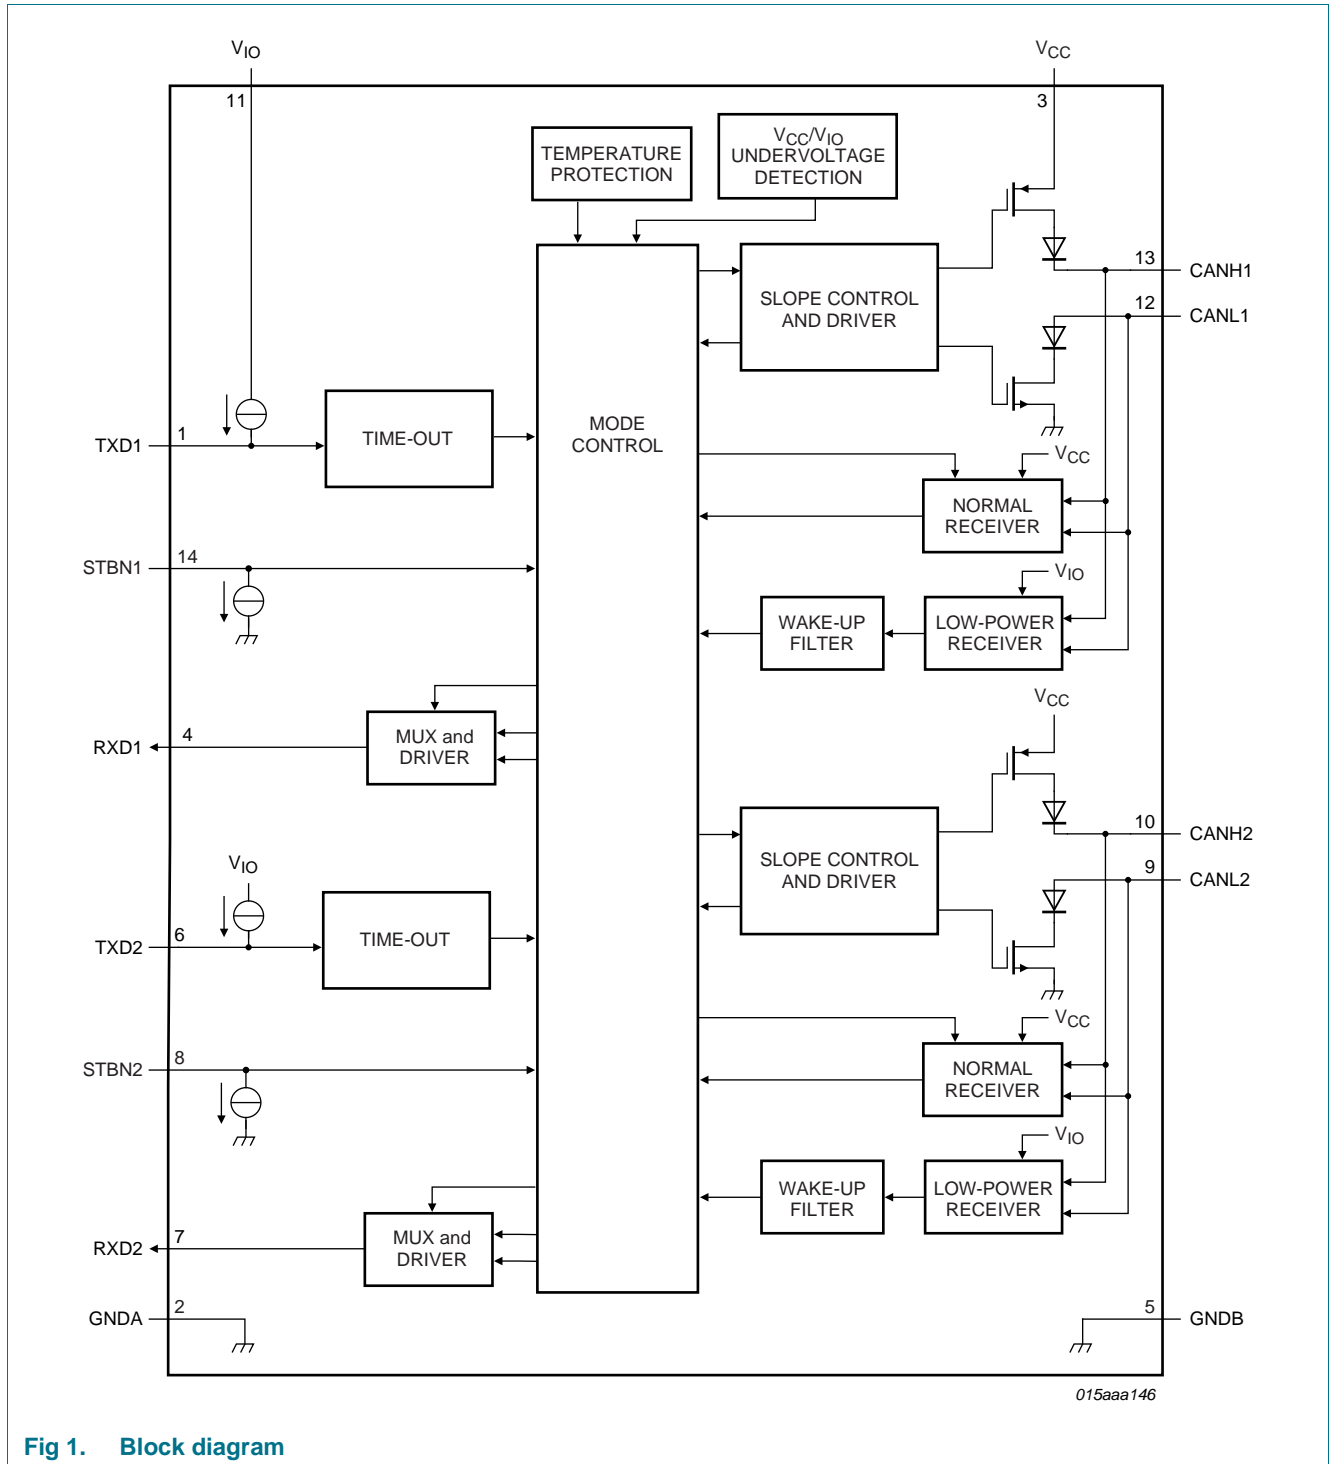 VIO
VCC
11
3
TEMPERATURE
PROTECTION
VCC/VIO
UNDERVOLTAGE
DETECTION
13
CANH1
SLOPE CONTROL
AND DRIVER
12
CANL1
MODE
CONTROL
1
TXD1
TIME-OUT
VCC
NORMAL
RECEIVER
14
STBN1
VIO
WAKE-UP
FILTER
LOW-POWER
RECEIVER
VCC
4
RXD1
MUX and
DRIVER
10
CANH2
SLOPE CONTROL
AND DRIVER
9
CANL2
VIO
6
TXD2
TIME-OUT
VCC
NORMAL
RECEIVER
8
STBN2
VIO
WAKE-UP
FILTER
LOW-POWER
RECEIVER
7
RXD2
MUX and
DRIVER
2
GNDA
5
GNDB
015aaa146
Fig 1. Block diagram